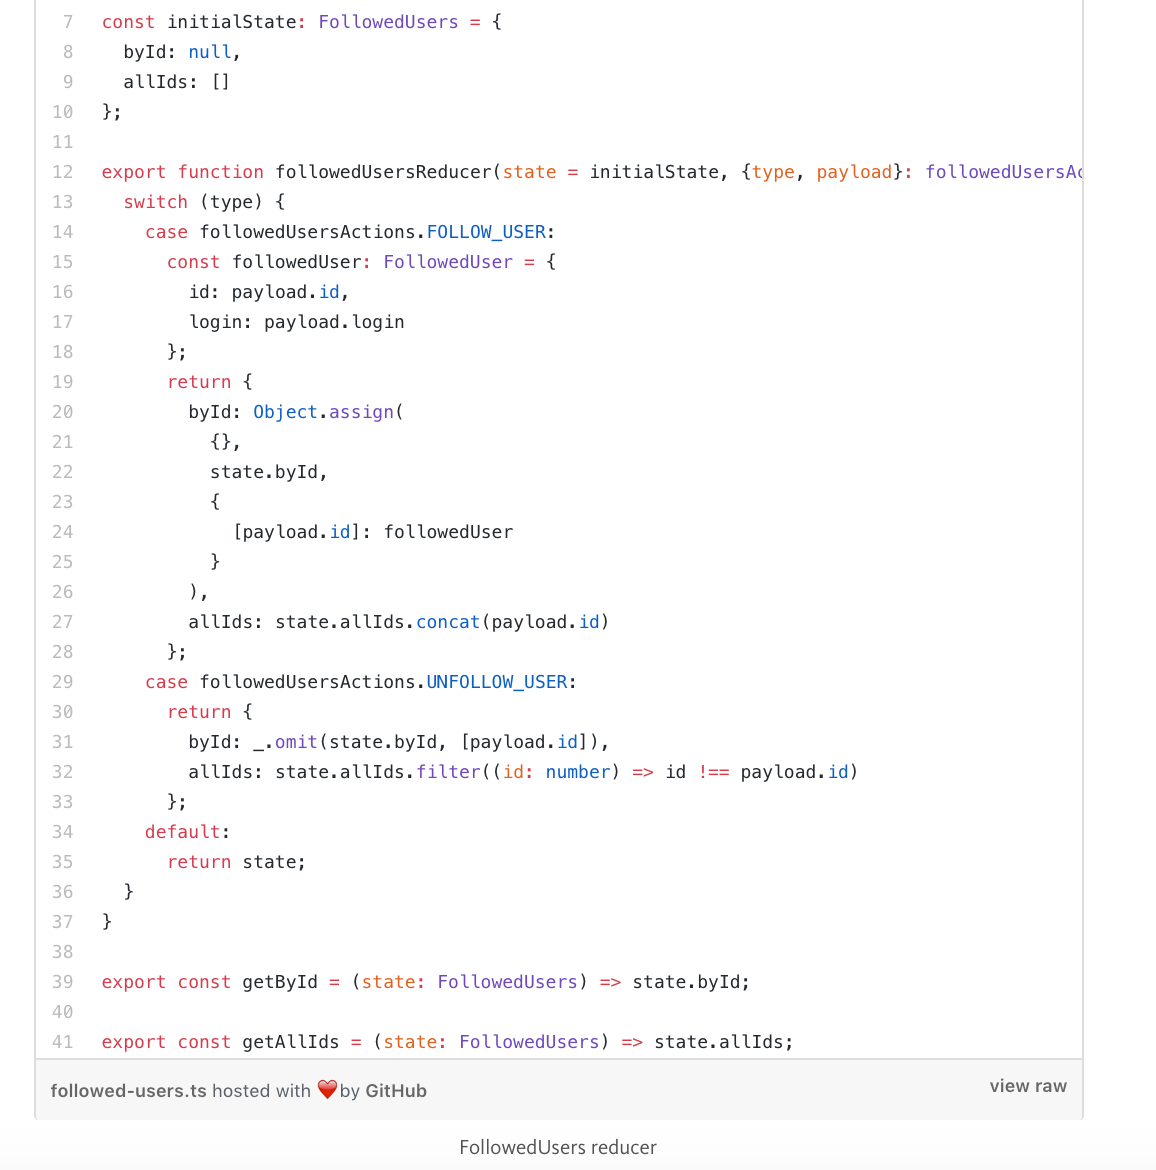 7 const initialState: FollowedUsers = {
8   byId: null,
9   allIds: []
10 };
11
12 export function followedUsersReducer(state = initialState, {type, payload}: followedUsersAc
13   switch (type) {
14     case followedUsersActions.FOLLOW_USER:
15       const followedUser: FollowedUser = {
16         id: payload.id,
17         login: payload.login
18       };
19       return {
20         byId: Object.assign(
21           {},
22           state.byId,
23           {
24             [payload.id]: followedUser
25           }
26         ),
27         allIds: state.allIds.concat(payload.id)
28       };
29     case followedUsersActions.UNFOLLOW_USER:
30       return {
31         byId: _.omit(state.byId, [payload.id]),
32         allIds: state.allIds.filter((id: number) => id !== payload.id)
33       };
34     default:
35       return state;
36   }
37 }
38
39 export const getById = (state: FollowedUsers) => state.byId;
40
41 export const getAllIds = (state: FollowedUsers) => state.allIds;
followed-users.ts hosted with ❤ by GitHub view raw
FollowedUsers reducer